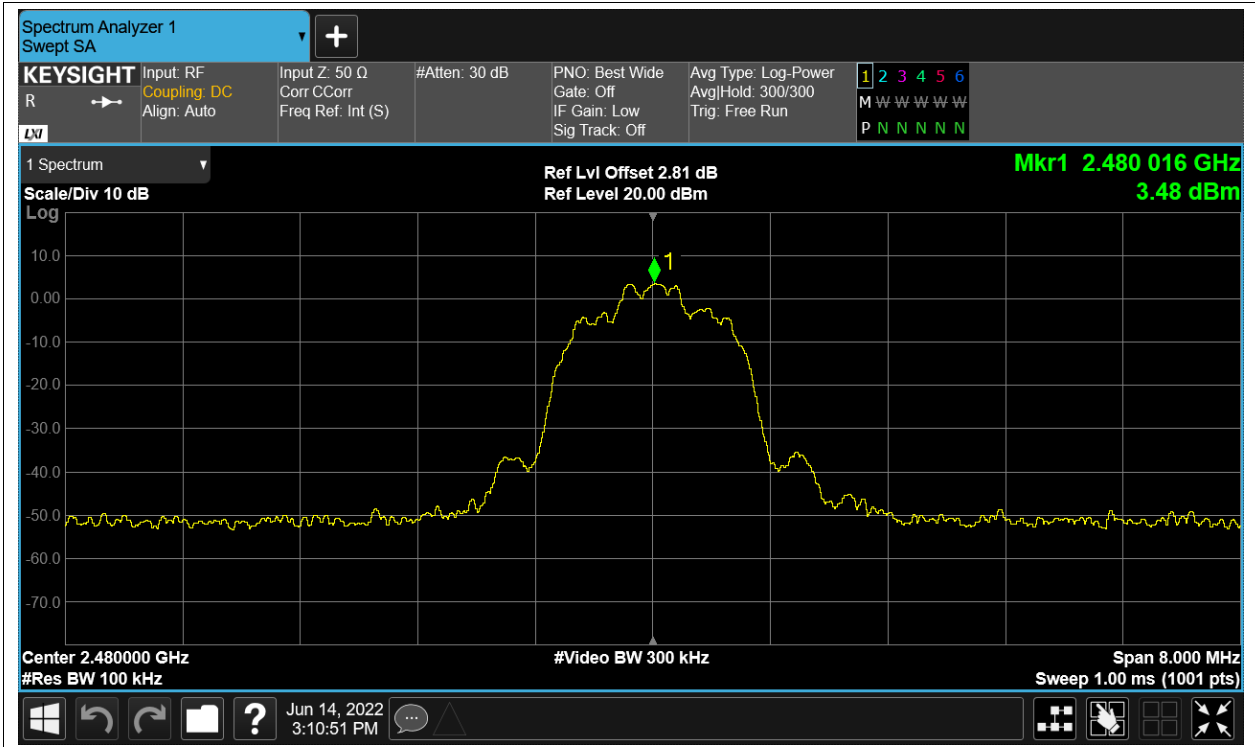 Spectrum Analyzer 1
Swept SA
KEYSIGHT
R
LXI
Input: RF
Coupling: DC
Align: Auto
Input Z: 50 Ω
Corr CCorr
Freq Ref: Int (S)
#Atten: 30 dB
PNO: Best Wide
Gate: Off
IF Gain: Low
Sig Track: Off
Avg Type: Log-Power
Avg|Hold: 300/300
Trig: Free Run
1 2 3 4 5 6
M W W W W W
P N N N N N
1 Spectrum
Scale/Div 10 dB
Log
Ref Lvl Offset 2.81 dB
Ref Level 20.00 dBm
Mkr1 2.480 016 GHz
3.48 dBm
1
10.0
0.00
-10.0
-20.0
-30.0
-40.0
-50.0
-60.0
-70.0
Center 2.480000 GHz
#Res BW 100 kHz
#Video BW 300 kHz
Span 8.000 MHz
Sweep 1.00 ms (1001 pts)
?
Jun 14, 2022
3:10:51 PM